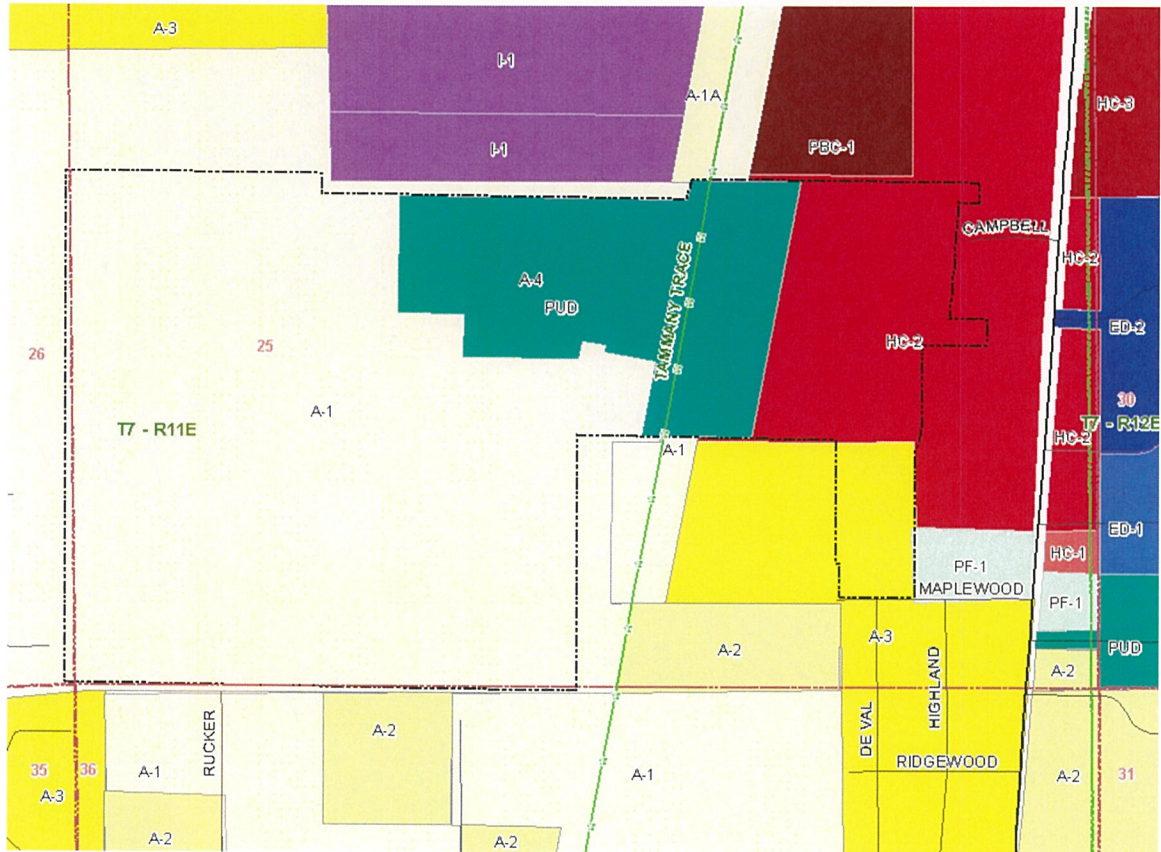 A-3
I-1
A-1A
HC-3
I-1
PBC-1
CAMPBELL
HC-2
A-4
PUD
TAMMANY TRACE
ED-2
HC-2
26
25
30
A-1
T7 - R11E
T7 - R12E
HC-2
A-1
ED-1
HC-1
PF-1
MAPLEWOOD
PF-1
A-3
A-2
PUD
A-2
HIGHLAND
DE VAL
RUCKER
A-2
RIDGEWOOD
35
36
A-1
A-1
A-2
31
A-3
A-2
A-2